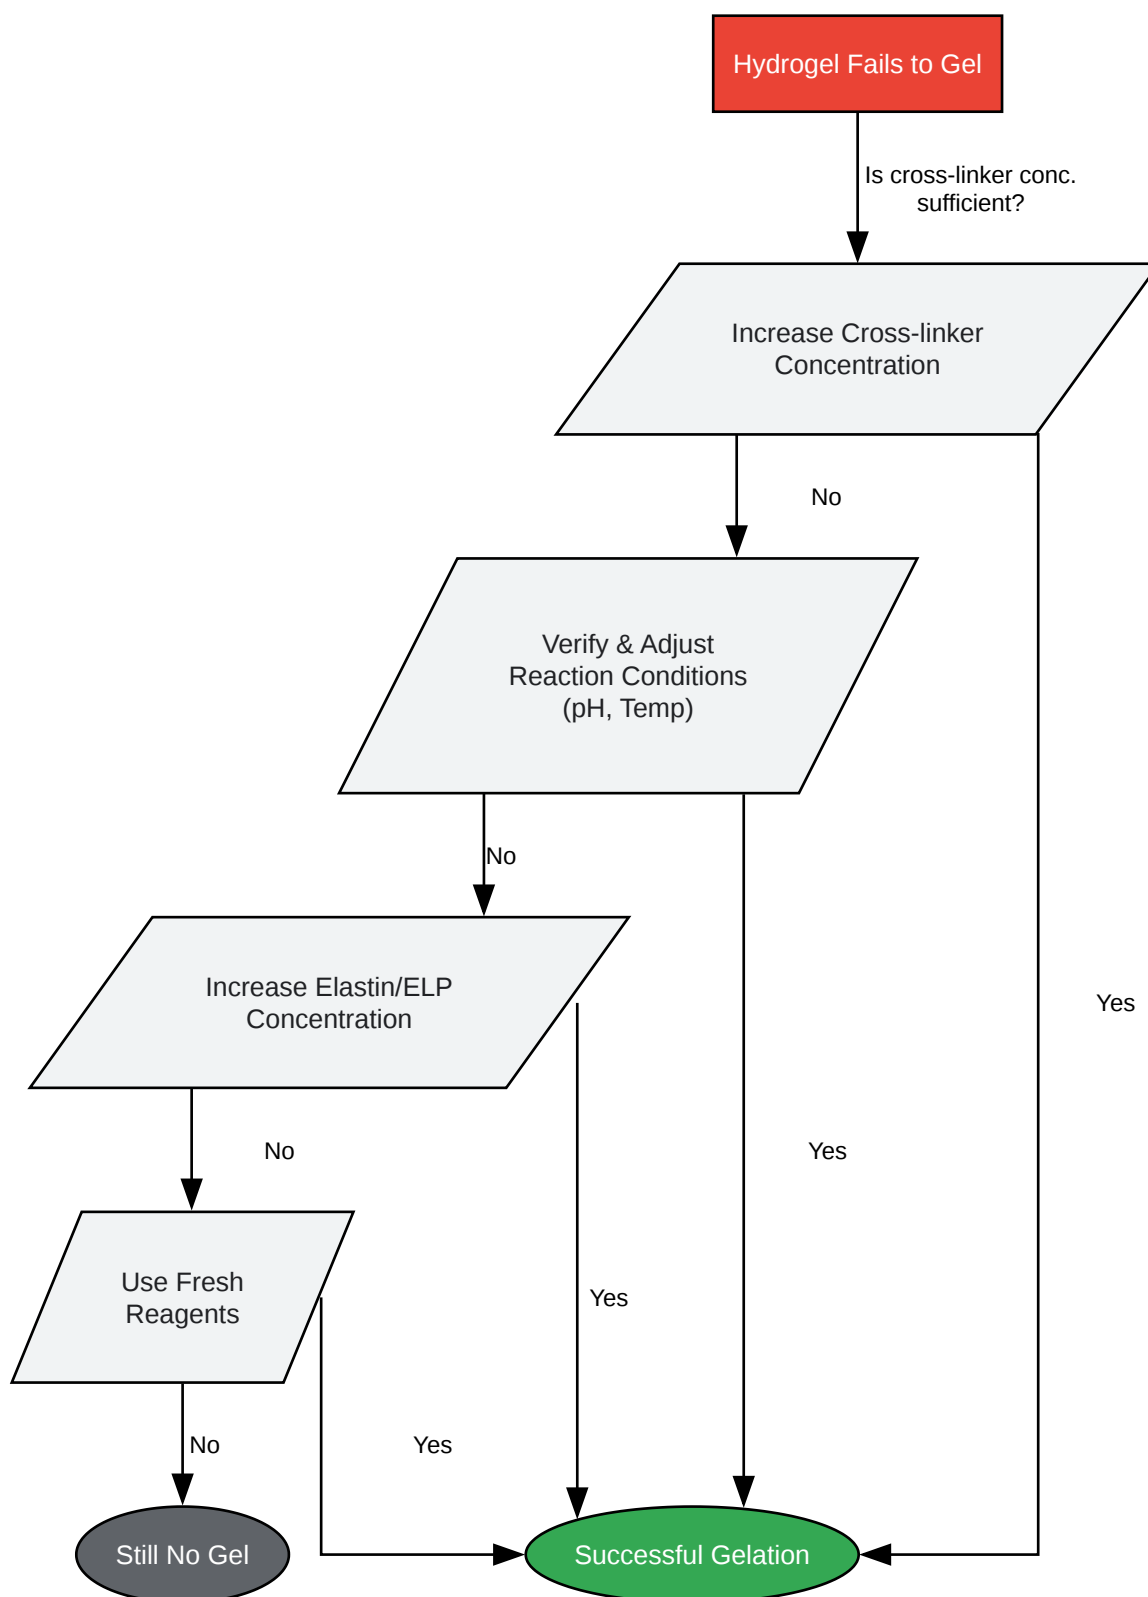 Hydrogel Fails to Gel
Is cross-linker conc.
sufficient?
Increase Cross-linker
Concentration
No
Verify & Adjust
Reaction Conditions
(pH, Temp)
No
Increase Elastin/ELP
Concentration
Yes
No
Yes
Use Fresh
Reagents
Yes
No
Yes
Still No Gel
Successful Gelation